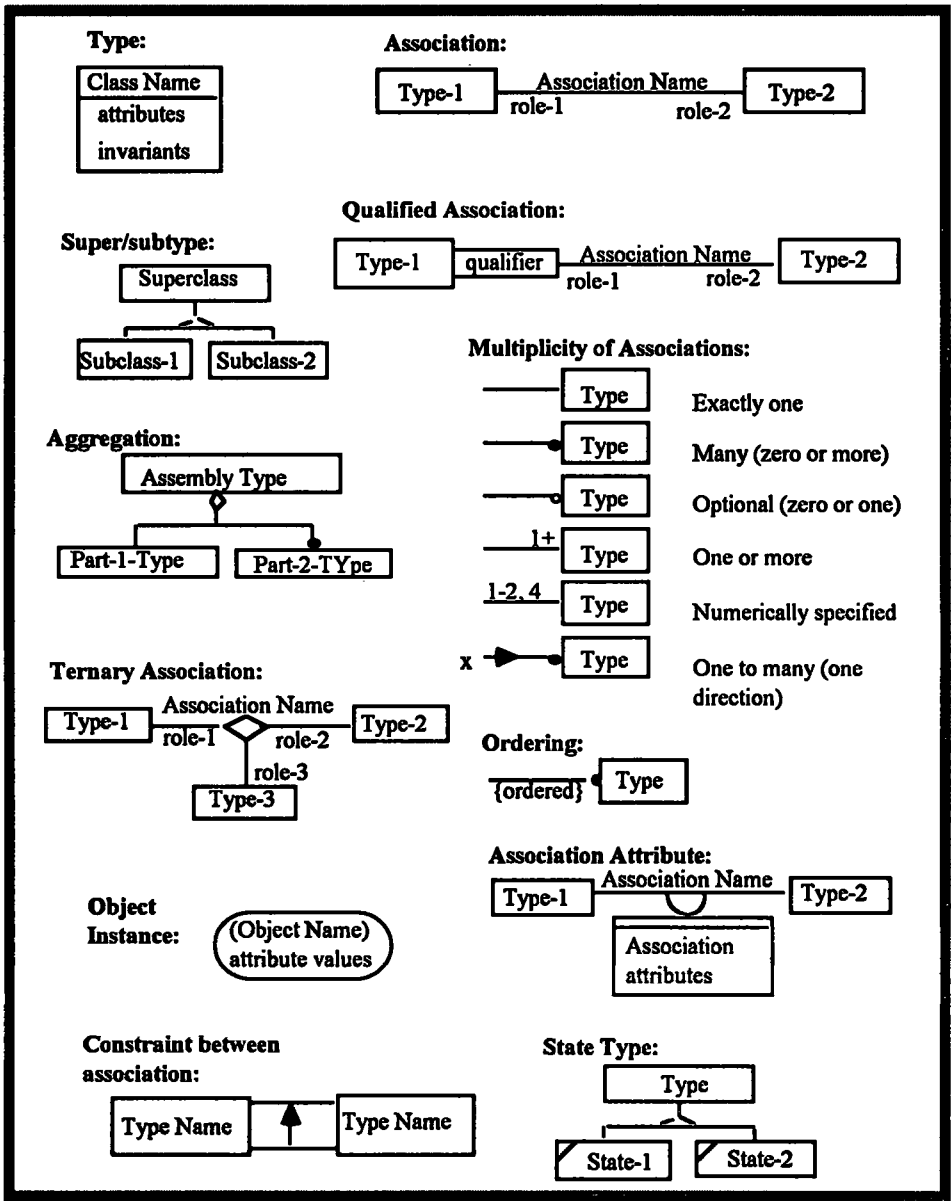 Type:
Class Name
attributes
invariants
Association:
Type-1
Association Name
role-1
role-2
Type-2
Qualified Association:
Type-1
qualifier
Association Name
role-1
role-2
Type-2
Super/subtype:
Superclass
Subclass-1
Subclass-2
Multiplicity of Associations:
Type
Exactly one
Type
Many (zero or more)
Type
Optional (zero or one)
1+
Type
One or more
1-2, 4
Type
Numerically specified
x
Type
One to many (one
direction)
Aggregation:
Assembly Type
Part-1-Type
Part-2-TYpe
Ternary Association:
Type-1
Association Name
role-1
role-2
Type-2
role-3
Type-3
Ordering:
{ordered}
Type
Association Attribute:
Type-1
Association Name
Type-2
Association
attributes
Object
Instance:
(Object Name)
attribute values
Constraint between
association:
Type Name
Type Name
State Type:
Type
State-1
State-2